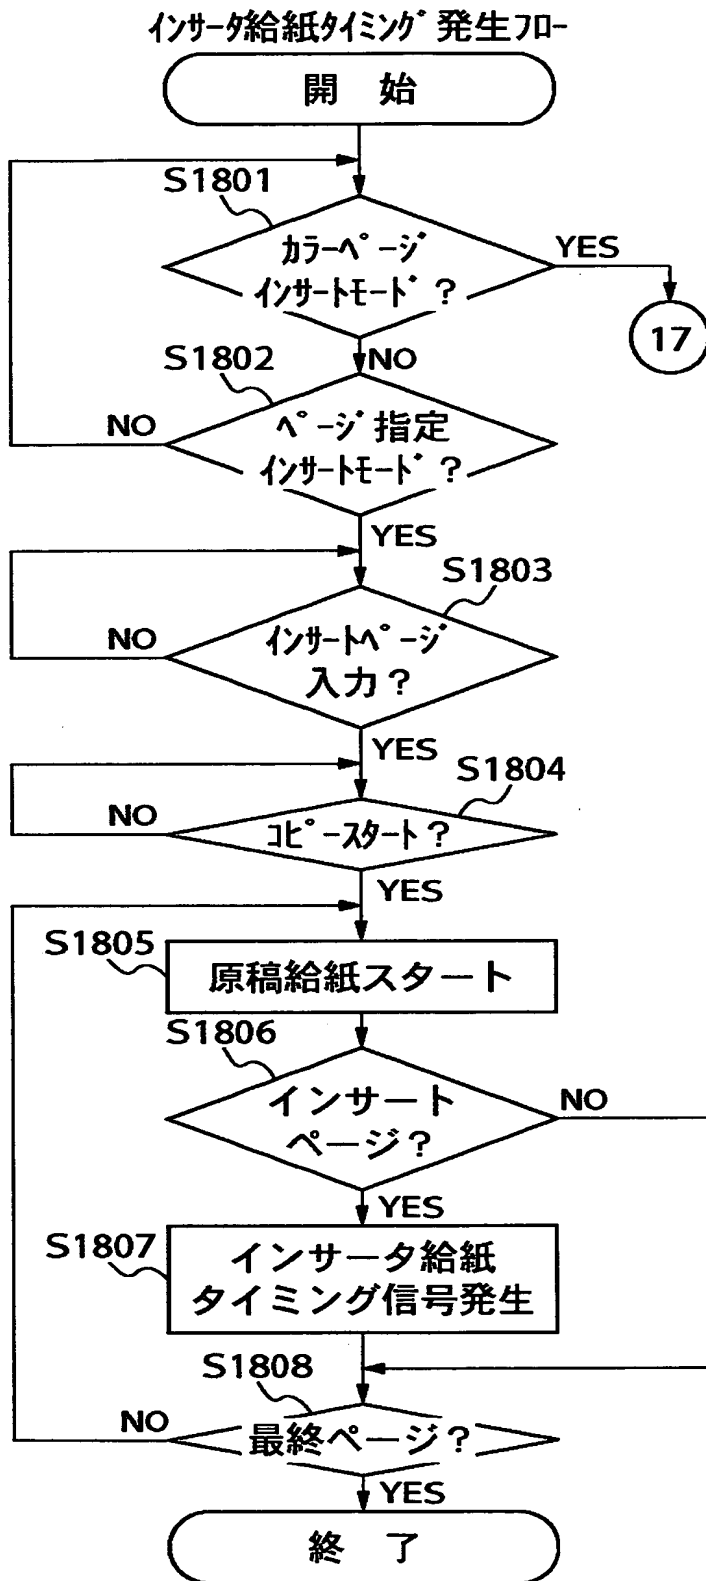 インサータ給紙タイミング発生フロー
開 始
S1801
カラーページ
インサートモード?
YES
17
NO
S1802
ページ指定
インサートモード?
NO
YES
S1803
インサートページ
入力?
NO
YES
S1804
コピースタート?
NO
YES
S1805
原稿給紙スタート
S1806
インサート
ページ?
NO
YES
S1807
インサータ給紙
タイミング信号発生
S1808
最終ページ?
NO
YES
終 了